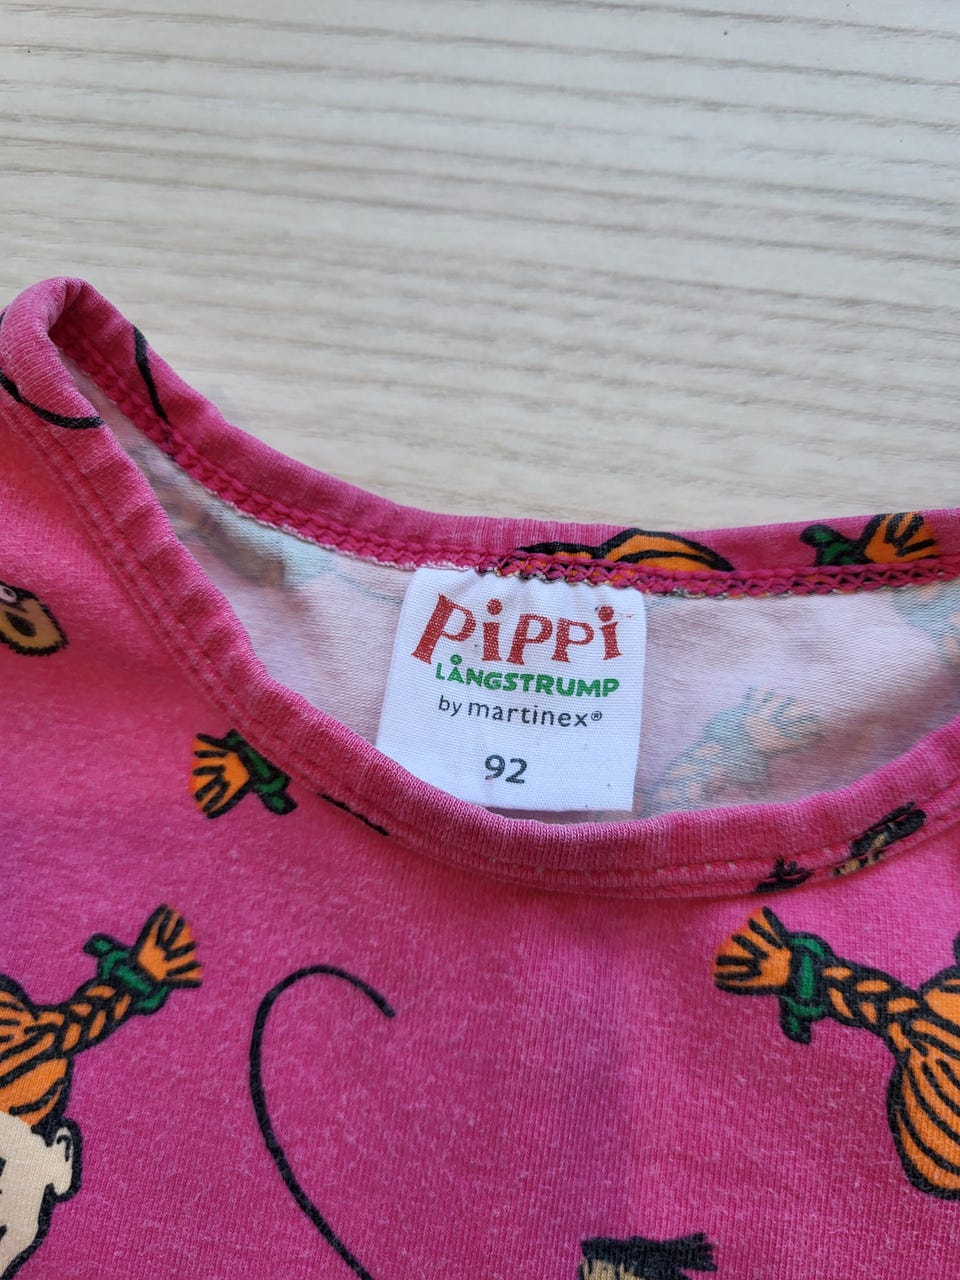 PiPPi
LÅNGSTRUMP
by martinex®
92